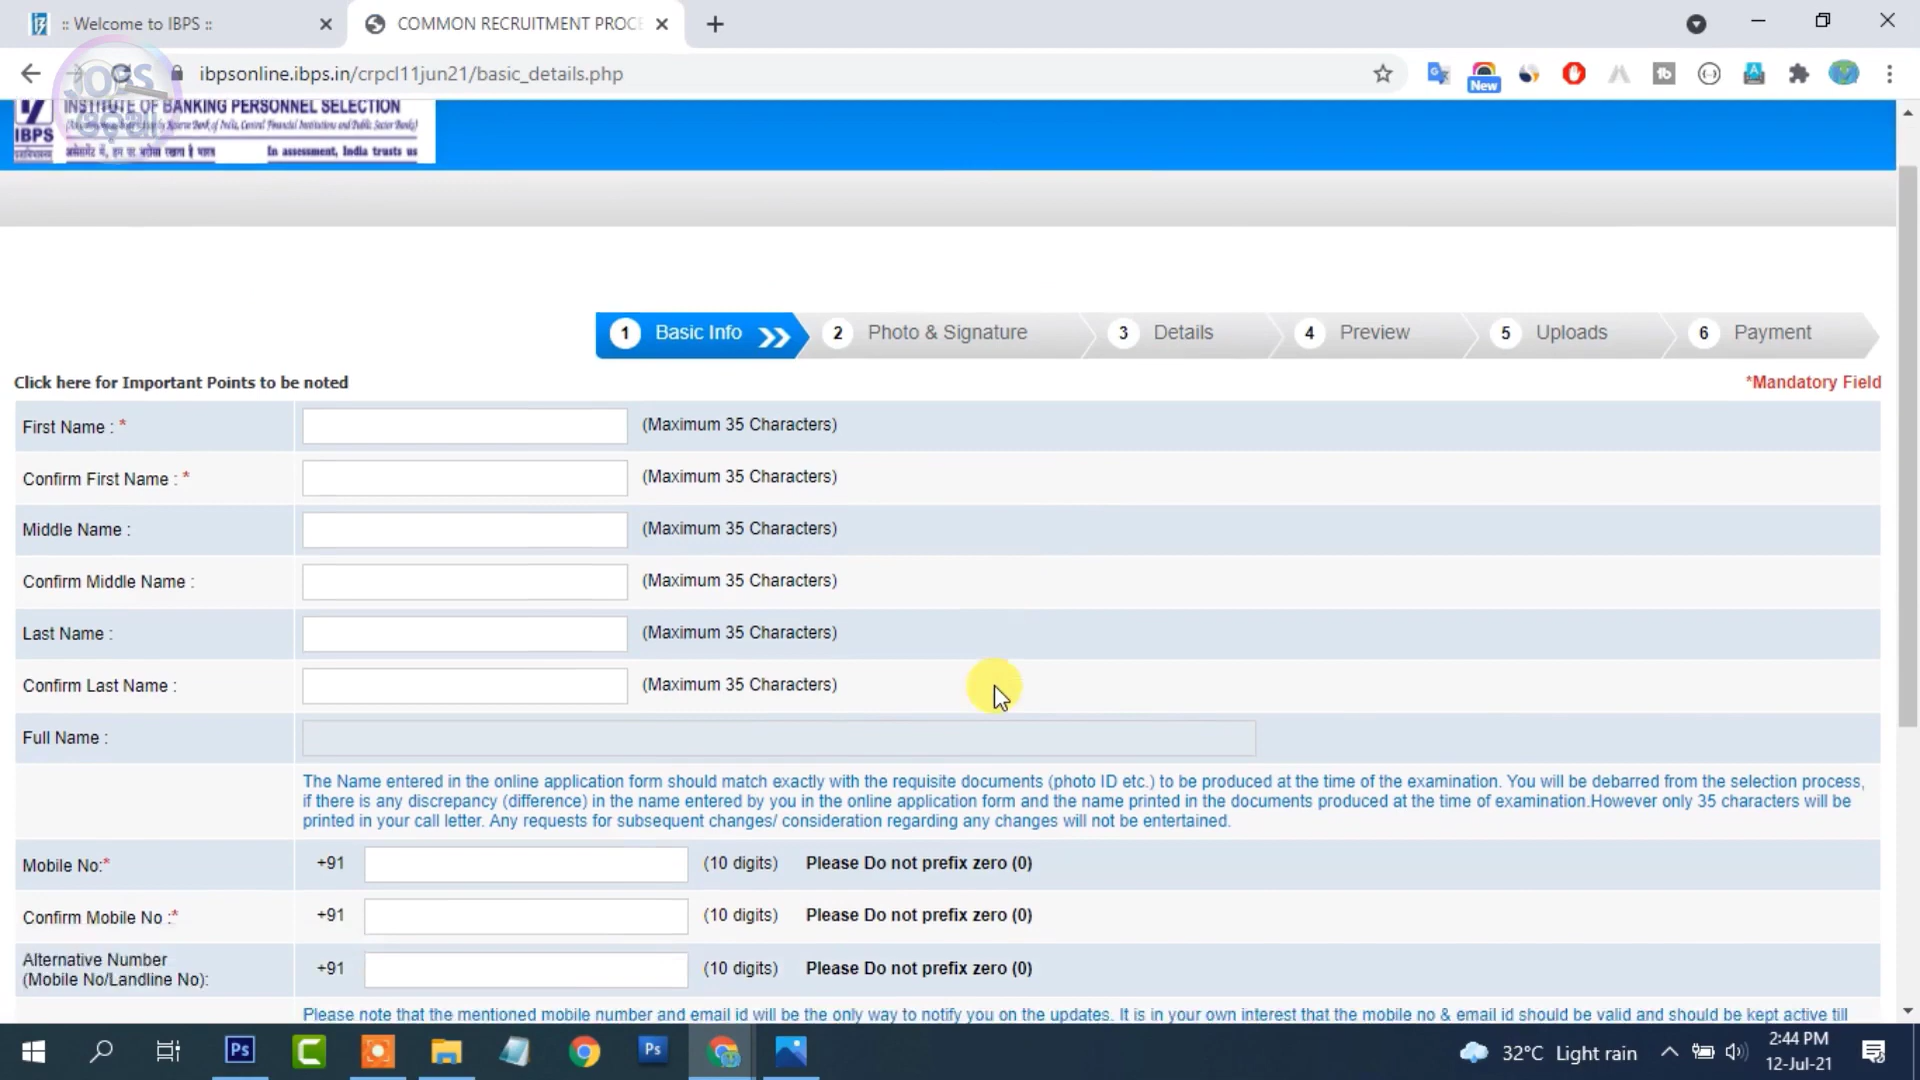 :: Welcome to IBPS ::
COMMON RECRUITMENT PROCE
ibpsonline.ibps.in/crpcl11jun21/basic_details.php
New
JOBS
Goal
IBPS
INSTITUTE OF BANKING PERSONNEL SELECTION
In assessment, India trusts us
1 Basic Info
2 Photo & Signature
3 Details
4 Preview
5 Uploads
6 Payment
Click here for Important Points to be noted
*Mandatory Field
First Name : *
(Maximum 35 Characters)
Confirm First Name : *
(Maximum 35 Characters)
Middle Name :
(Maximum 35 Characters)
Confirm Middle Name :
(Maximum 35 Characters)
Last Name :
(Maximum 35 Characters)
Confirm Last Name :
(Maximum 35 Characters)
Full Name :
The Name entered in the online application form should match exactly with the requisite documents (photo ID etc.) to be produced at the time of the examination. You will be debarred from the selection process,
if there is any discrepancy (difference) in the name entered by you in the online application form and the name printed in the documents produced at the time of examination.However only 35 characters will be
printed in your call letter. Any requests for subsequent changes/ consideration regarding any changes will not be entertained.
Mobile No:*
+91
(10 digits) Please Do not prefix zero (0)
Confirm Mobile No :*
+91
(10 digits) Please Do not prefix zero (0)
Alternative Number
(Mobile No/Landline No):
+91
(10 digits) Please Do not prefix zero (0)
Please note that the mentioned mobile number and email id will be the only way to notify you on the updates. It is in your own interest that the mobile no & email id should be valid and should be kept active till
Ps
Ps
32°C Light rain
2:44 PM
12-Jul-21